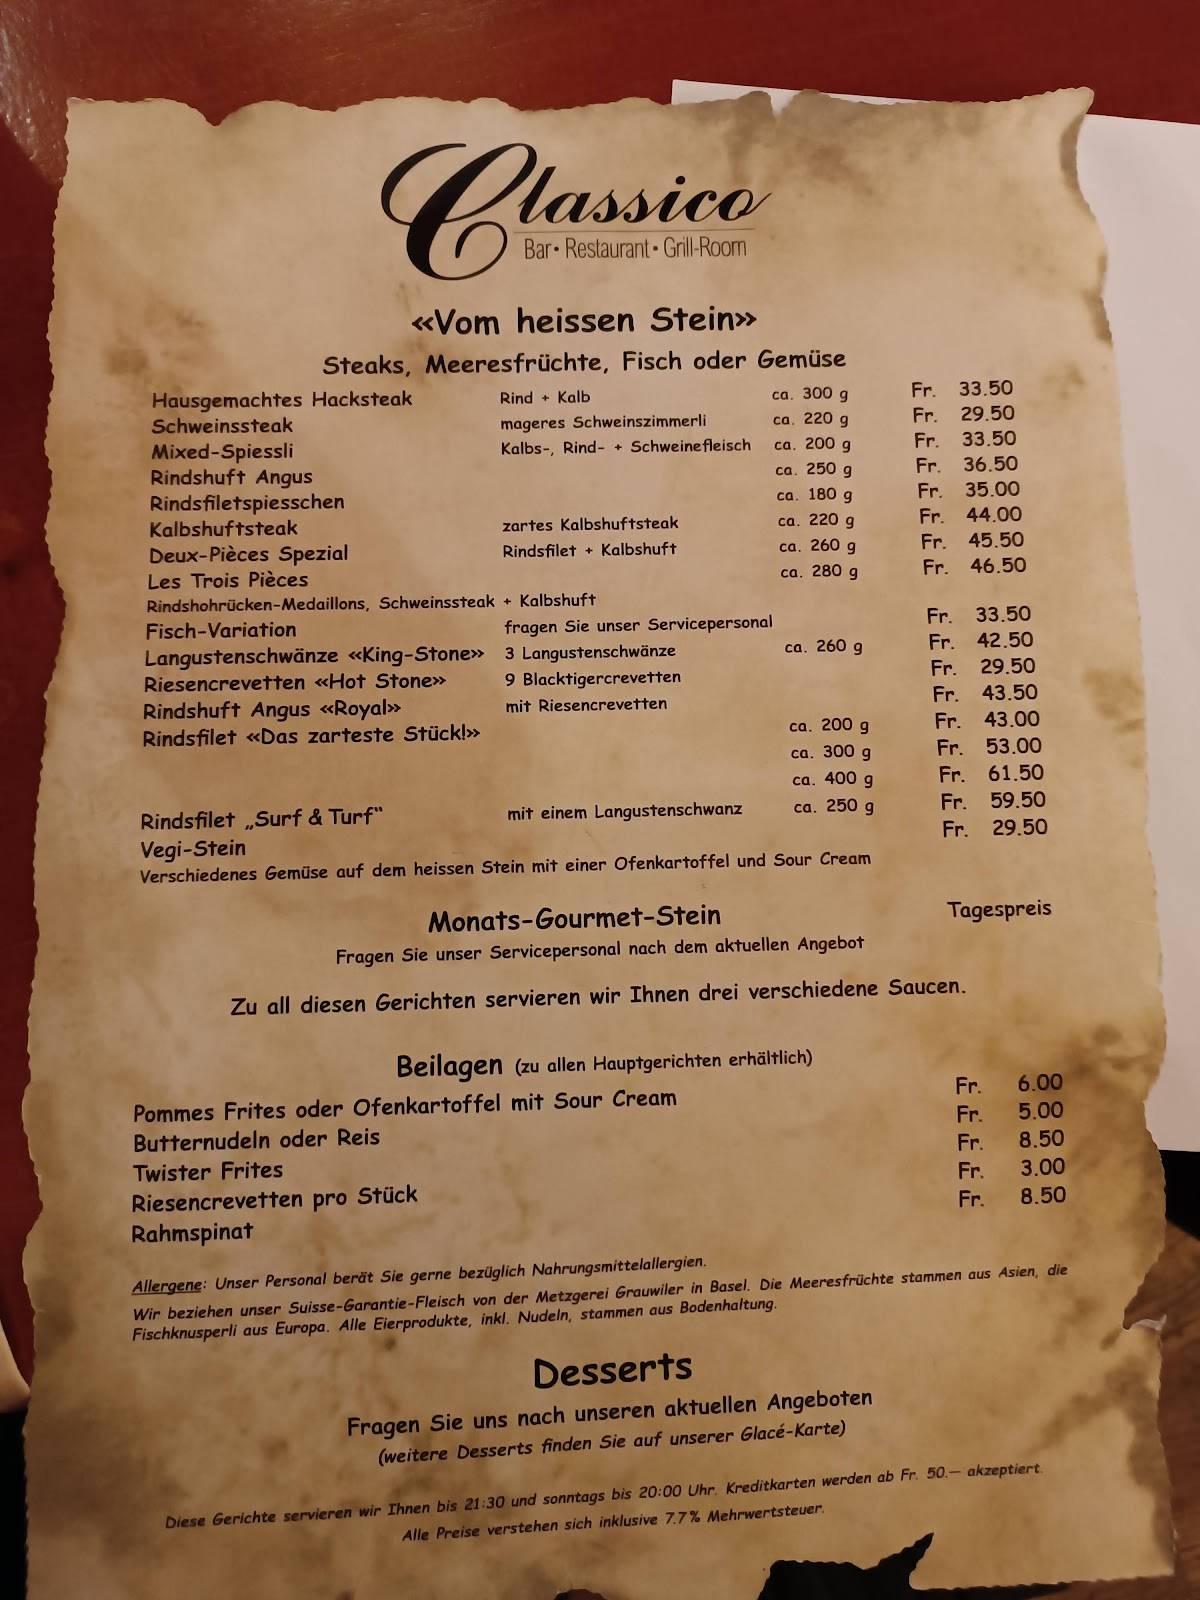 Classico
Bar • Restaurant • Grill-Room
«Vom heissen Stein»
Steaks, Meeresfrüchte, Fisch oder Gemüse
Hausgemachtes Hacksteak Rind + Kalb ca. 300 g Fr. 33.50
Schweinssteak mageres Schweinszimmerli ca. 220 g Fr. 29.50
Mixed-Spiessli Kalbs-, Rind- + Schweinefleisch ca. 200 g Fr. 33.50
Rindshuft Angus ca. 250 g Fr. 36.50
Rindsfiletspiesschen ca. 180 g Fr. 35.00
Kalbshuftsteak zartes Kalbshuftsteak ca. 220 g Fr. 44.00
Deux-Pièces Spezial Rindsfilet + Kalbshuft ca. 260 g Fr. 45.50
Les Trois Pièces ca. 280 g Fr. 46.50
Rindshohrücken-Medaillons, Schweinssteak + Kalbshuft
Fisch-Variation fragen Sie unser Servicepersonal Fr. 33.50
Langustenschwänze «King-Stone» 3 Langustenschwänze ca. 260 g Fr. 42.50
Riesencrevetten «Hot Stone» 9 Blacktigercrevetten Fr. 29.50
Rindshuft Angus «Royal» mit Riesencrevetten Fr. 43.50
Rindsfilet «Das zarteste Stück!» ca. 200 g Fr. 43.00
ca. 300 g Fr. 53.00
ca. 400 g Fr. 61.50
Rindsfilet „Surf & Turf“ mit einem Langustenschwanz ca. 250 g Fr. 59.50
Vegi-Stein Fr. 29.50
Verschiedenes Gemüse auf dem heissen Stein mit einer Ofenkartoffel und Sour Cream
Monats-Gourmet-Stein Tagespreis
Fragen Sie unser Servicepersonal nach dem aktuellen Angebot
Zu all diesen Gerichten servieren wir Ihnen drei verschiedene Saucen.
Beilagen (zu allen Hauptgerichten erhältlich)
Pommes Frites oder Ofenkartoffel mit Sour Cream Fr. 6.00
Butternudeln oder Reis Fr. 5.00
Twister Frites Fr. 8.50
Riesencrevetten pro Stück Fr. 3.00
Rahmspinat Fr. 8.50
Allergene: Unser Personal berät Sie gerne bezüglich Nahrungsmittelallergien.
Wir beziehen unser Suisse-Garantie-Fleisch von der Metzgerei Grauwiler in Basel. Die Meeresfrüchte stammen aus Asien, die
Fischknusperli aus Europa. Alle Eierprodukte, inkl. Nudeln, stammen aus Bodenhaltung.
Desserts
Fragen Sie uns nach unseren aktuellen Angeboten
(weitere Desserts finden Sie auf unserer Glacé-Karte)
Diese Gerichte servieren wir Ihnen bis 21:30 und sonntags bis 20:00 Uhr. Kreditkarten werden ab Fr. 50.– akzeptiert.
Alle Preise verstehen sich inklusive 7.7% Mehrwertsteuer.